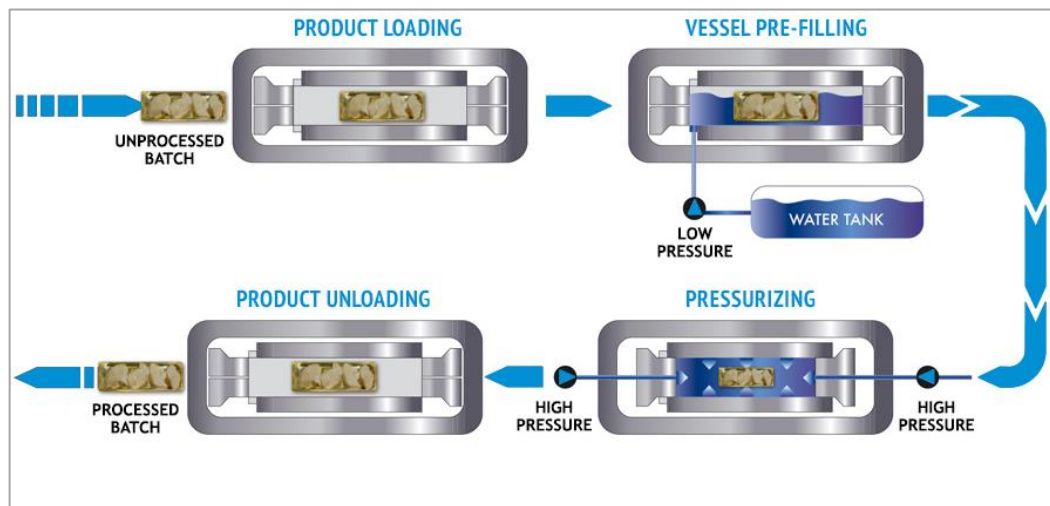 PRODUCT LOADING
VESSEL PRE-FILLING
UNPROCESSED
BATCH
WATER TANK
LOW
PRESSURE
PRODUCT UNLOADING
PRESSURIZING
PROCESSED
BATCH
HIGH
PRESSURE
HIGH
PRESSURE